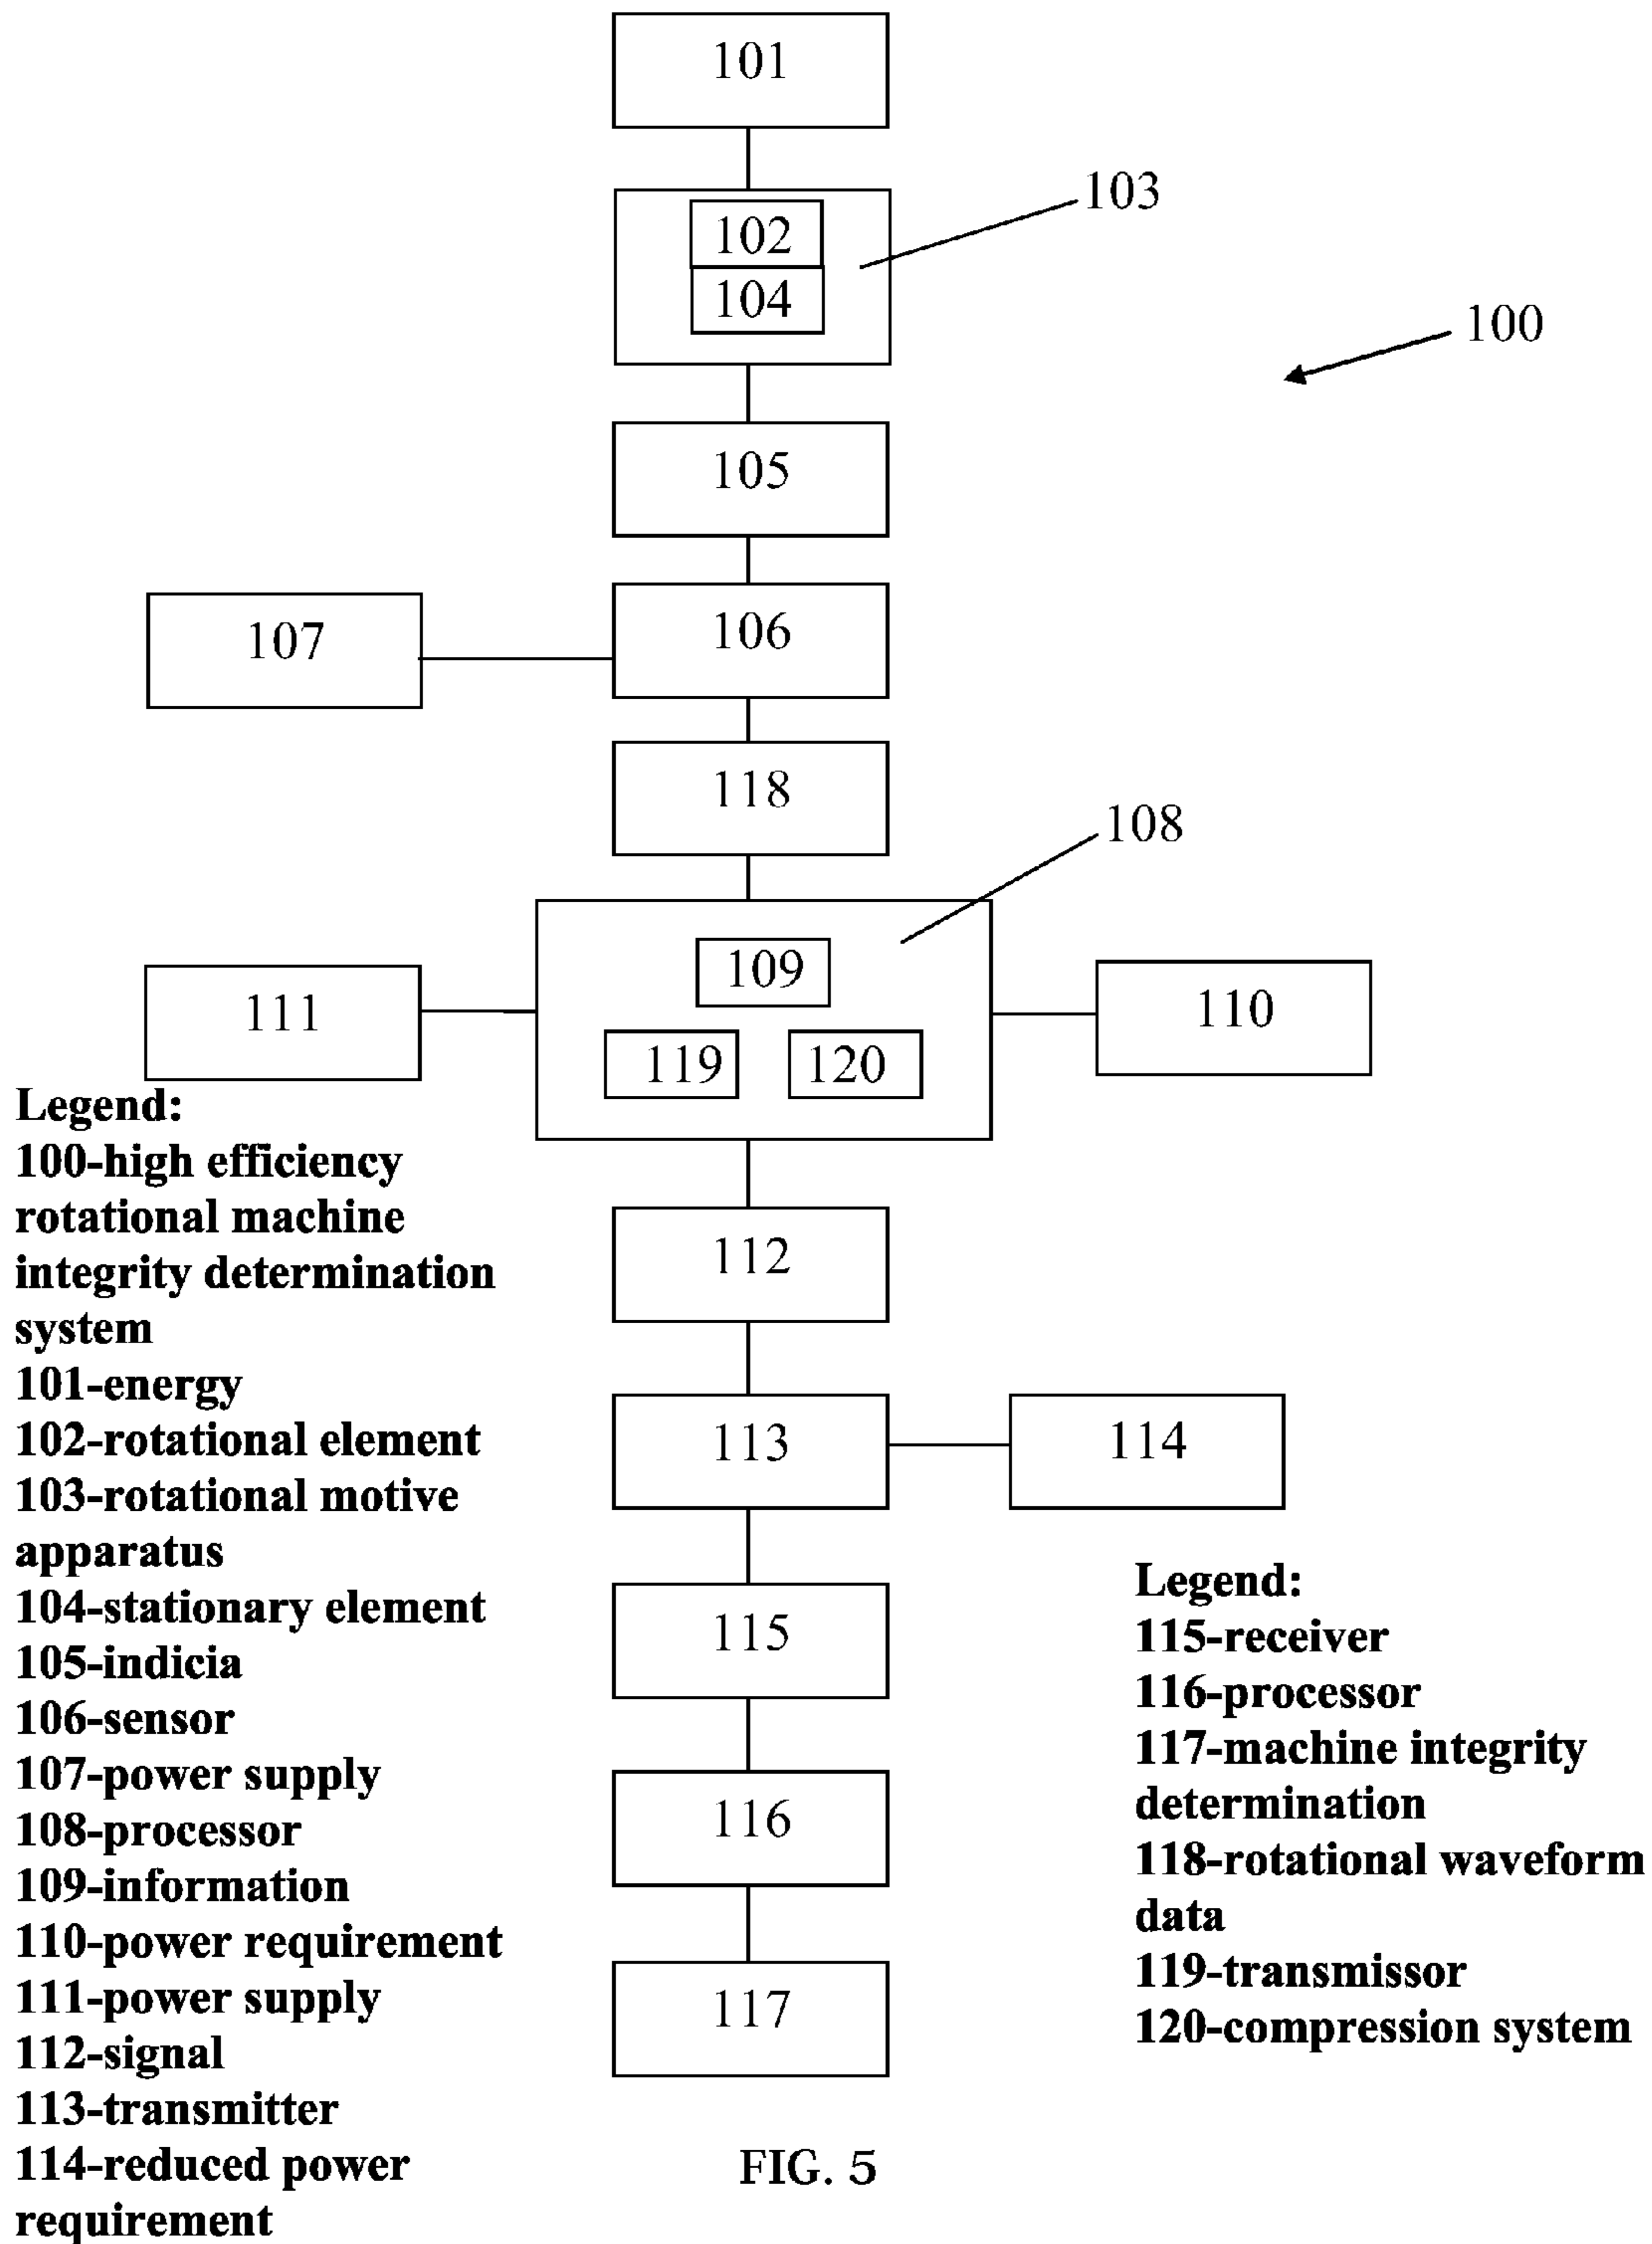 101
103
102
104
100
105
106
107
118
108
109
111
110
119
120
112
113
114
115
116
117
Legend:
100-high efficiency
rotational machine
integrity determination
system
101-energy
102-rotational element
103-rotational motive
apparatus
104-stationary element
105-indicia
106-sensor
107-power supply
108-processor
109-information
110-power requirement
111-power supply
112-signal
113-transmitter
114-reduced power
requirement
Legend:
115-receiver
116-processor
117-machine integrity
determination
118-rotational waveform
data
119-transmissor
120-compression system
FIG. 5